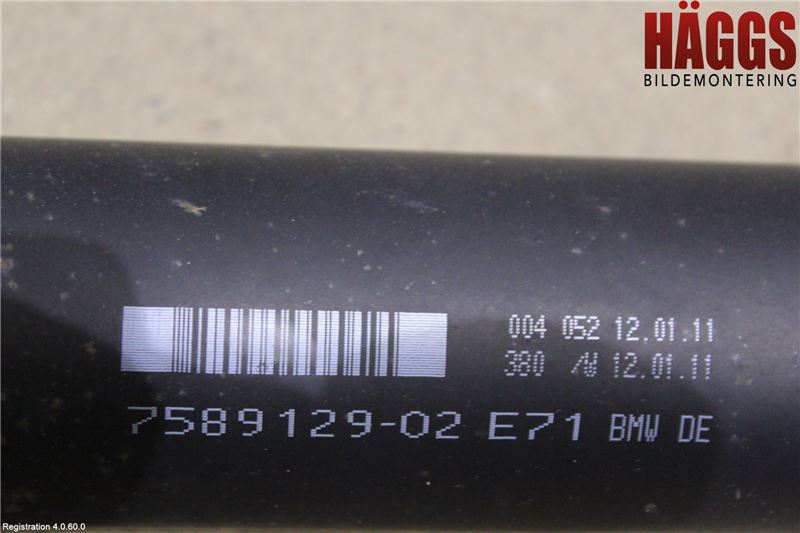 HÄGGS
BILDEMONTERING
004 052 12.01.11
380 12.01.11
7589129-02 E71 BMW DE
Registration 4.0.60.0